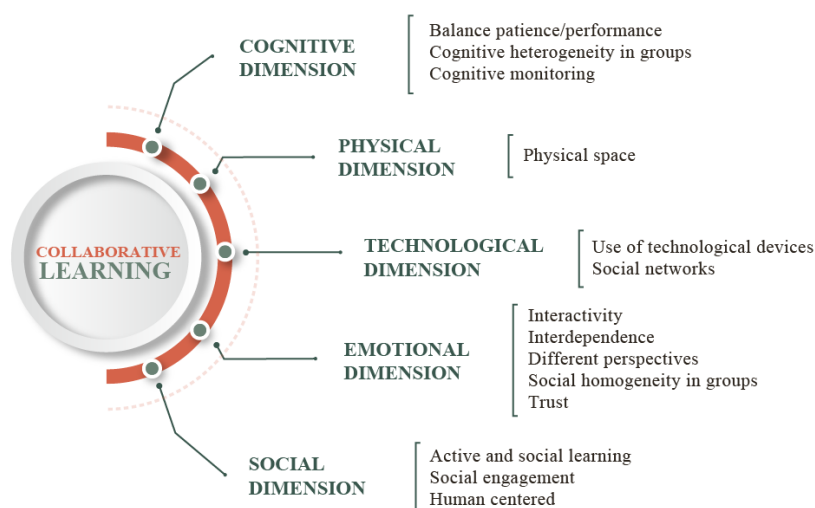 COLLABORATIVE
LEARNING
COGNITIVE
DIMENSION
Balance patience/performance
Cognitive heterogeneity in groups
Cognitive monitoring
PHYSICAL
DIMENSION
Physical space
TECHNOLOGICAL
DIMENSION
Use of technological devices
Social networks
EMOTIONAL
DIMENSION
Interactivity
Interdependence
Different perspectives
Social homogeneity in groups
Trust
SOCIAL
DIMENSION
Active and social learning
Social engagement
Human centered